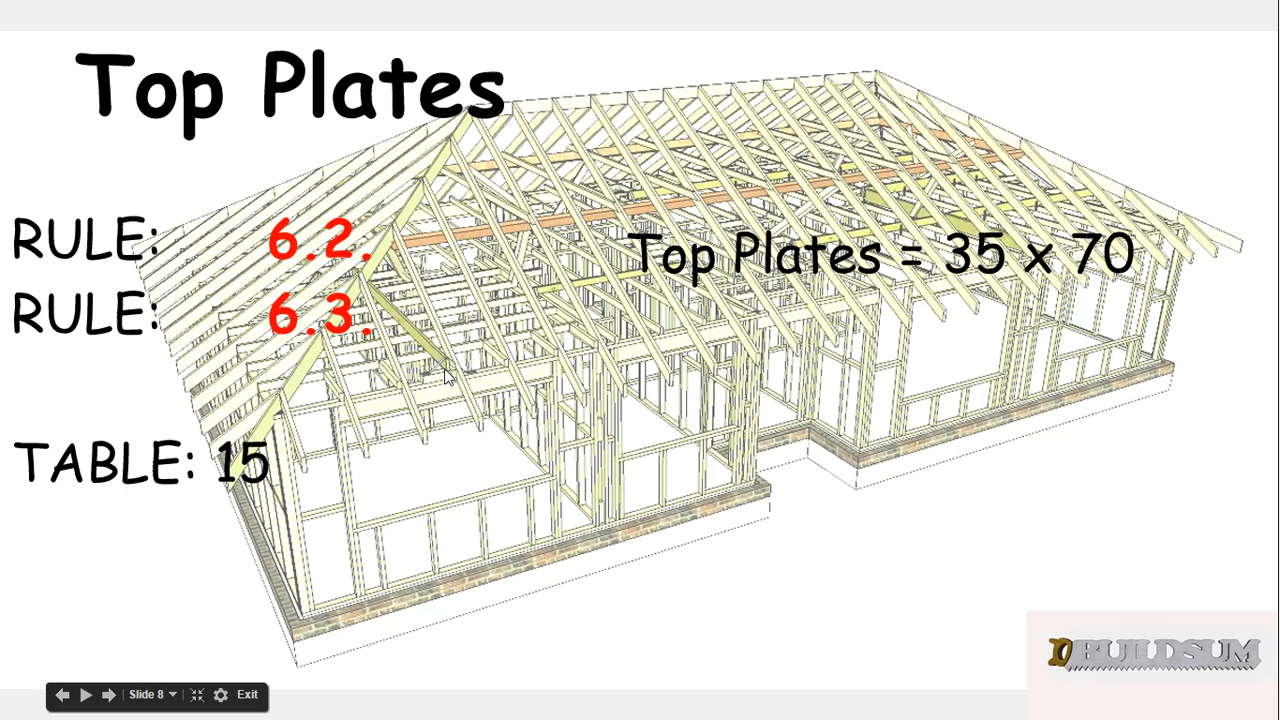 Top Plates
RULE: 6.2.
RULE: 6.3.
Top Plates = 35 x 70
TABLE: 15
BUILDSUM
Slide 8
Exit